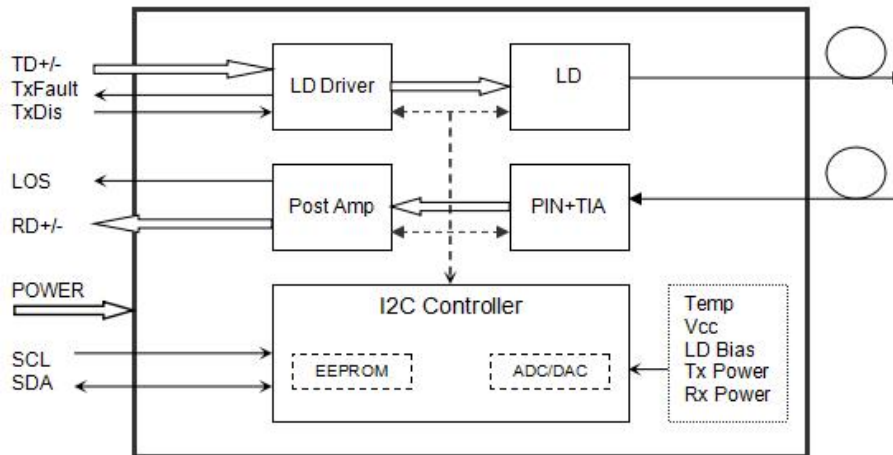 TD+/-
TxFault
TxDis
LD Driver
LD
LOS
RD+/-
Post Amp
PIN+TIA
POWER
SCL
SDA
I2C Controller
EEPROM
ADC/DAC
Temp
Vcc
LD Bias
Tx Power
Rx Power